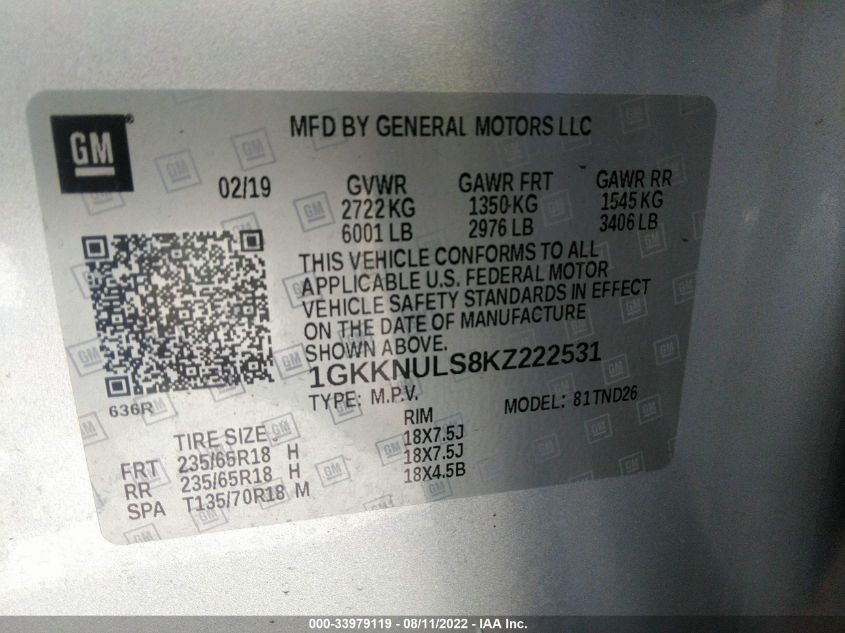 GM®
MFD BY GENERAL MOTORS LLC
02/19 GVWR GAWR FRT GAWR RR
2722 KG 1350 KG 1545 KG
6001 LB 2976 LB 3406 LB
THIS VEHICLE CONFORMS TO ALL
APPLICABLE U.S. FEDERAL MOTOR
VEHICLE SAFETY STANDARDS IN EFFECT
ON THE DATE OF MANUFACTURE
SHOWN ABOVE.
1GKKNULS8KZ222531
636R
TYPE: M.P.V. MODEL: 81TND26
TIRE SIZE RIM
FRT 235/65R18 H 18X7.5J
RR 235/65R18 H 18X7.5J
SPA T135/70R18 M 18X4.5B
000-33979119 - 08/11/2022 - IAA Inc.